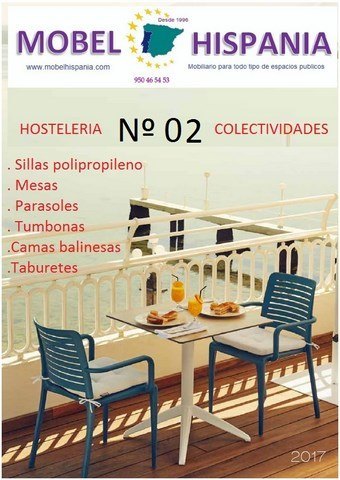 Desde 1996
MOBEL HISPANIA
www.mobelhispania.com
Mobiliario para todo tipo de espacios publicos
950 46 54 53
HOSTELERIA Nº 02 COLECTIVIDADES
. Sillas polipropileno
. Mesas
. Parasoles
. Tumbonas
.Camas balinesas
.Taburetes
2017